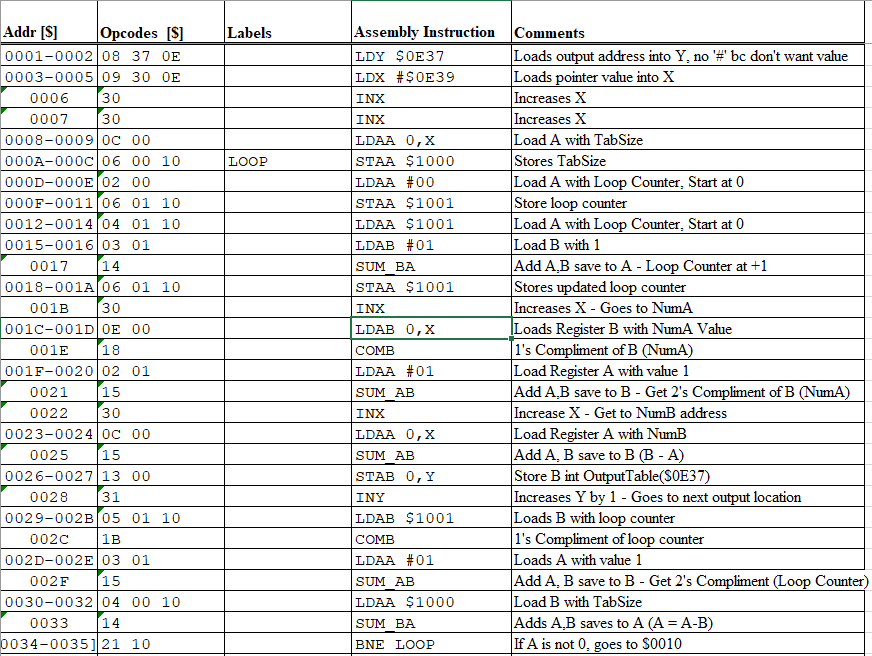 Addr [$] Opcodes [$] Labels Assembly Instruction Comments
0001-0002 08 37 0E LDY $0E37 Loads output address into Y, no '#' bc don't want value
0003-0005 09 30 0E LDX #$0E39 Loads pointer value into X
0006 30 INX Increases X
0007 30 INX Increases X
0008-0009 0C 00 LDAA 0,X Load A with TabSize
000A-000C 06 00 10 LOOP STAA $1000 Stores TabSize
000D-000E 02 00 LDAA #00 Load A with Loop Counter, Start at 0
000F-0011 06 01 10 STAA $1001 Store loop counter
0012-0014 04 01 10 LDAA $1001 Load A with Loop Counter, Start at 0
0015-0016 03 01 LDAB #01 Load B with 1
0017 14 SUM_BA Add A,B save to A - Loop Counter at +1
0018-001A 06 01 10 STAA $1001 Stores updated loop counter
001B 30 INX Increases X - Goes to NumA
001C-001D 0E 00 LDAB 0,X Loads Register B with NumA Value
001E 18 COMB 1's Compliment of B (NumA)
001F-0020 02 01 LDAA #01 Load Register A with value 1
0021 15 SUM_AB Add A,B save to B - Get 2's Compliment of B (NumA)
0022 30 INX Increase X - Get to NumB address
0023-0024 0C 00 LDAA 0,X Load Register A with NumB
0025 15 SUM_AB Add A, B save to B (B - A)
0026-0027 13 00 STAB 0,Y Store B int OutputTable($0E37)
0028 31 INY Increases Y by 1 - Goes to next output location
0029-002B 05 01 10 LDAB $1001 Loads B with loop counter
002C 1B COMB 1's Compliment of loop counter
002D-002E 03 01 LDAA #01 Loads A with value 1
002F 15 SUM_AB Add A, B save to B - Get 2's Compliment (Loop Counter)
0030-0032 04 00 10 LDAA $1000 Load B with TabSize
0033 14 SUM_BA Adds A,B saves to A (A = A-B)
0034-0035] 21 10 BNE LOOP If A is not 0, goes to $0010